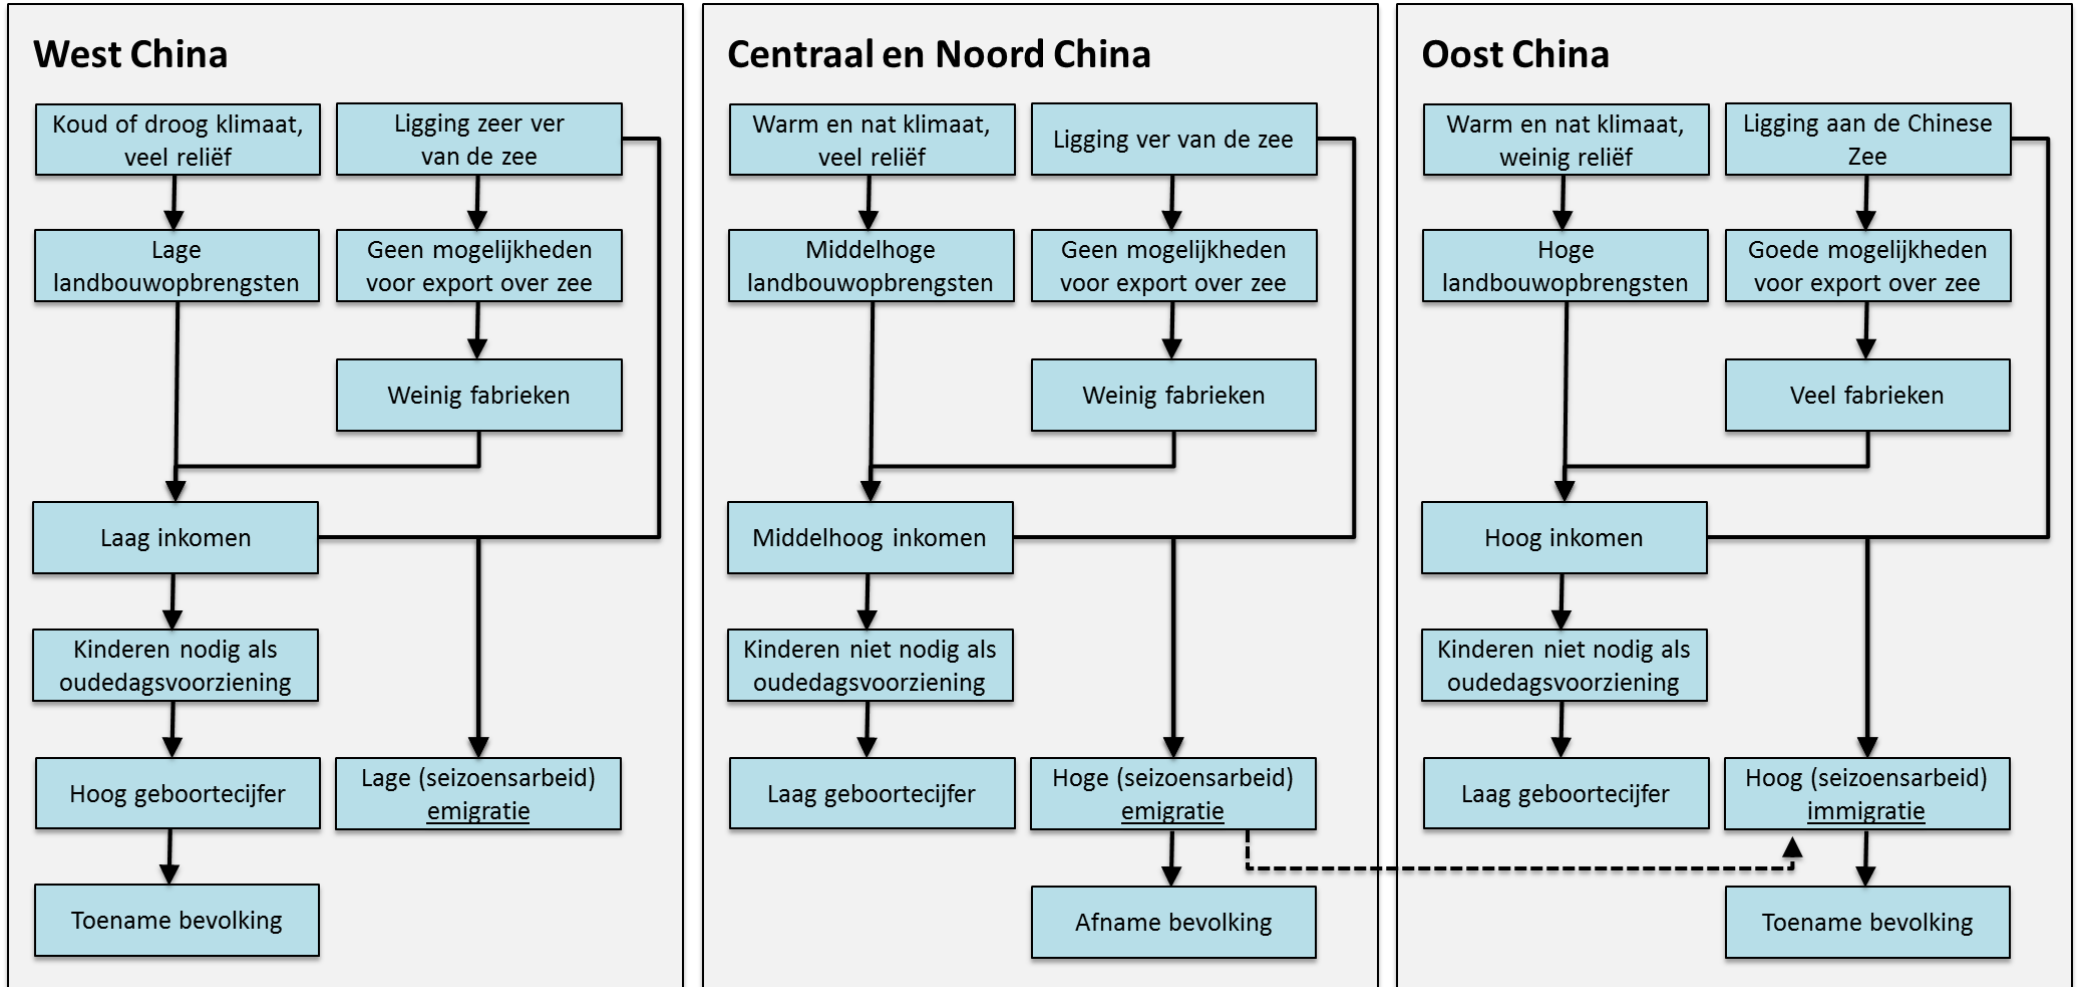 West China
Koud of droog klimaat,
veel reliëf
Ligging zeer ver
van de zee
Lage
landbouwopbrengsten
Geen mogelijkheden
voor export over zee
Weinig fabrieken
Laag inkomen
Kinderen nodig als
oudedagsvoorziening
Hoog geboortecijfer
Lage (seizoensarbeid)
emigratie
Toename bevolking
Centraal en Noord China
Warm en nat klimaat,
veel reliëf
Ligging ver van de zee
Middelhoge
landbouwopbrengsten
Geen mogelijkheden
voor export over zee
Weinig fabrieken
Middelhoog inkomen
Kinderen niet nodig als
oudedagsvoorziening
Laag geboortecijfer
Hoge (seizoensarbeid)
emigratie
Afname bevolking
Oost China
Warm en nat klimaat,
weinig reliëf
Ligging aan de Chinese
Zee
Hoge
landbouwopbrengsten
Goede mogelijkheden
voor export over zee
Veel fabrieken
Hoog inkomen
Kinderen niet nodig als
oudedagsvoorziening
Laag geboortecijfer
Hoog (seizoensarbeid)
immigratie
Toename bevolking